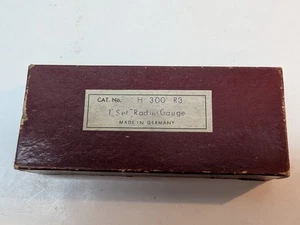 CAT. No. H 300 R3
1 Set Radius Gauge
MADE IN GERMANY